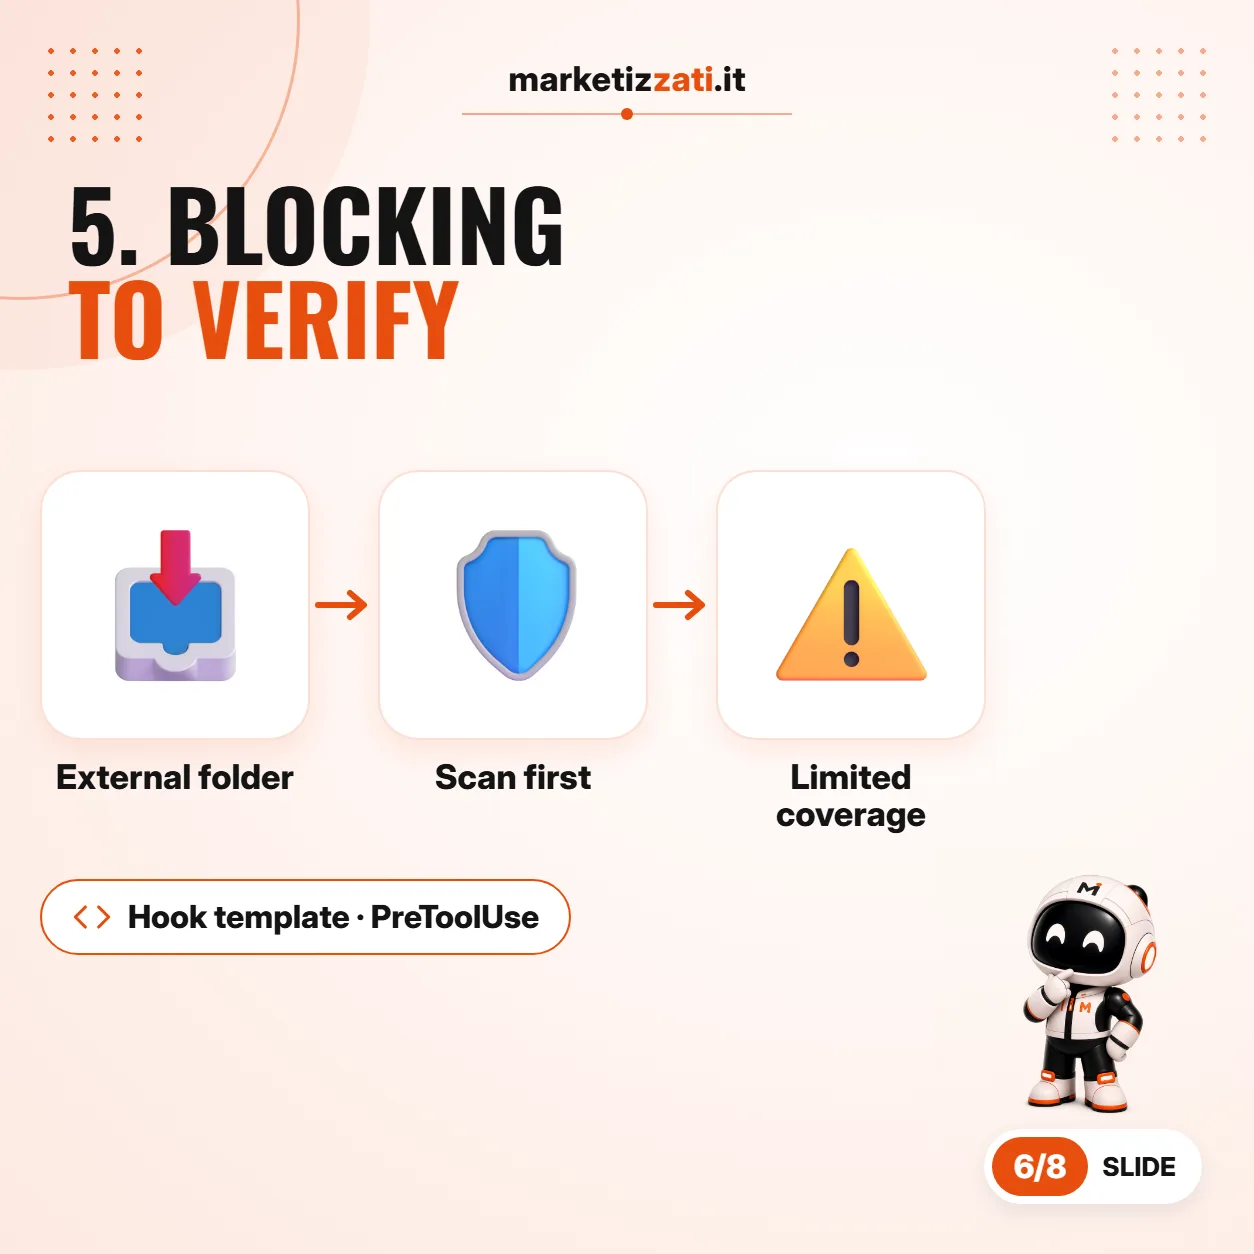 marketizzati.it
5. BLOCKING
TO VERIFY
External folder
Scan first
Limited
coverage
Hook template · PreToolUse
M
M
6/8 SLIDE